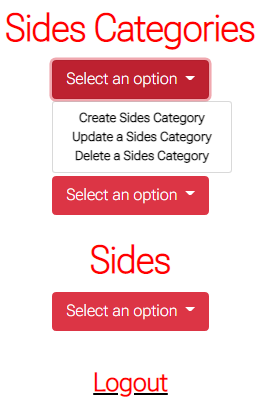 Sides Categories
Select an option
Create Sides Category
Update a Sides Category
Delete a Sides Category
Select an option
Sides
Select an option
Logout